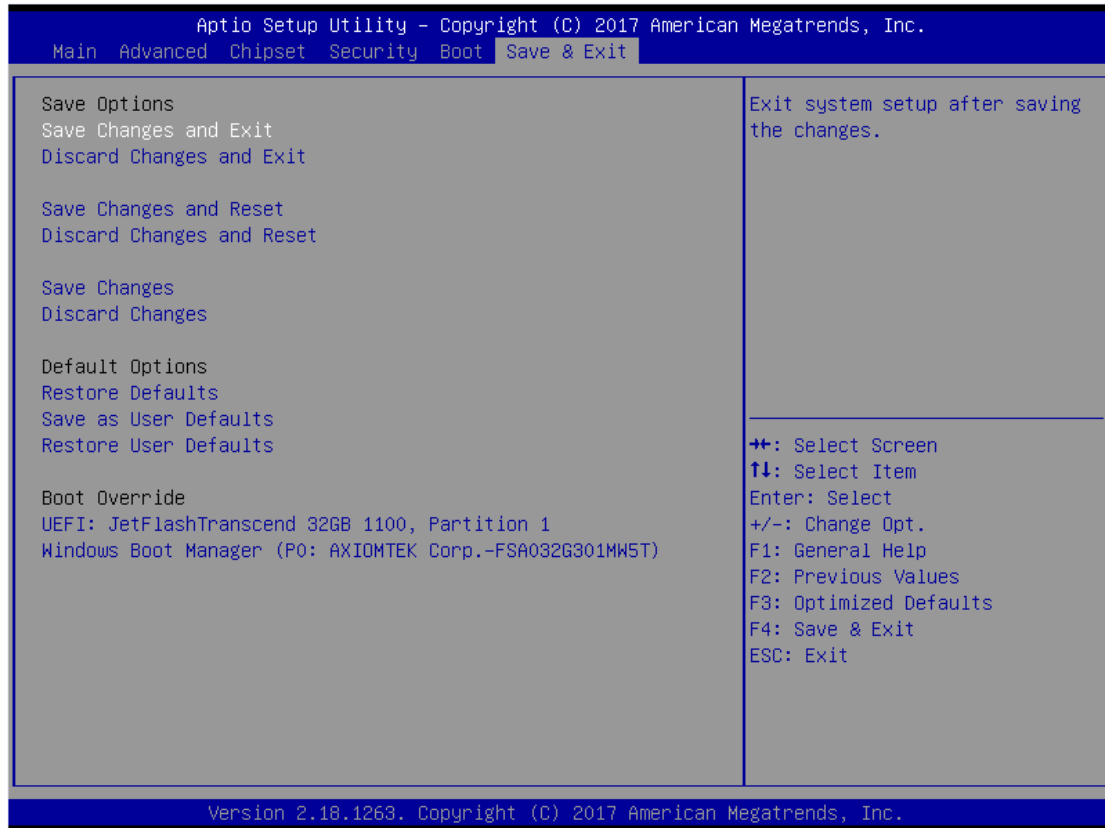 Aptio Setup Utility – Copyright (C) 2017 American Megatrends, Inc.
Main Advanced Chipset Security Boot Save & Exit
Save Options
Save Changes and Exit
Discard Changes and Exit
Save Changes and Reset
Discard Changes and Reset
Save Changes
Discard Changes
Default Options
Restore Defaults
Save as User Defaults
Restore User Defaults
Boot Override
UEFI: JetFlashTranscend 32GB 1100, Partition 1
Windows Boot Manager (P0: AXIOMTEK Corp.-FSA032G301MW5T)
Exit system setup after saving
the changes.
→←: Select Screen
↑↓: Select Item
Enter: Select
+/-: Change Opt.
F1: General Help
F2: Previous Values
F3: Optimized Defaults
F4: Save & Exit
ESC: Exit
Version 2.18.1263. Copyright (C) 2017 American Megatrends, Inc.